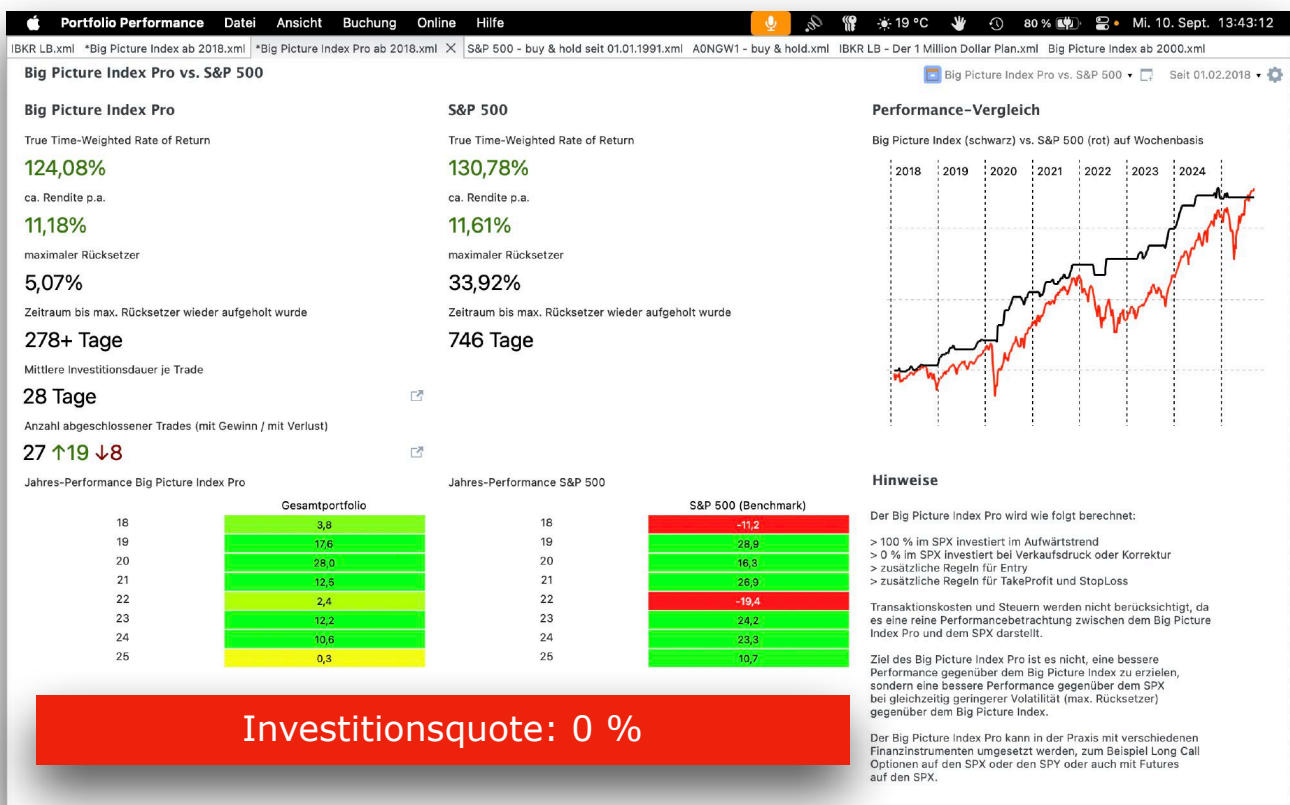 Portfolio Performance Datei Ansicht Buchung Online Hilfe 19 °C 80 % Mi. 10. Sept. 13:43:12
IBKR LB.xml *Big Picture Index ab 2018.xml *Big Picture Index Pro ab 2018.xml S&P 500 - buy & hold seit 01.01.1991.xml A0NGW1 - buy & hold.xml IBKR LB - Der 1 Million Dollar Plan.xml Big Picture Index ab 2000.xml
Big Picture Index Pro vs. S&P 500
Big Picture Index Pro vs. S&P 500 Seit 01.02.2018
Big Picture Index Pro
True Time-Weighted Rate of Return
124,08%
ca. Rendite p.a.
11,18%
maximaler Rücksetzer
5,07%
Zeitraum bis max. Rücksetzer wieder aufgeholt wurde
278+ Tage
Mittlere Investitionsdauer je Trade
28 Tage
Anzahl abgeschlossener Trades (mit Gewinn / mit Verlust)
27 ↑19 ↓8
Jahres-Performance Big Picture Index Pro
Gesamtportfolio
18 3,8
19 17,6
20 28,0
21 12,5
22 2,4
23 12,2
24 10,6
25 0,3
S&P 500
True Time-Weighted Rate of Return
130,78%
ca. Rendite p.a.
11,61%
maximaler Rücksetzer
33,92%
Zeitraum bis max. Rücksetzer wieder aufgeholt wurde
746 Tage
Jahres-Performance S&P 500
S&P 500 (Benchmark)
18 -11,2
19 28,9
20 16,3
21 26,9
22 -19,4
23 24,2
24 23,3
25 10,7
Investitionsquote: 0 %
Performance-Vergleich
Big Picture Index (schwarz) vs. S&P 500 (rot) auf Wochenbasis
2018 2019 2020 2021 2022 2023 2024
Hinweise
Der Big Picture Index Pro wird wie folgt berechnet:
> 100 % im SPX investiert im Aufwärtstrend
> 0 % im SPX investiert bei Verkaufsdruck oder Korrektur
> zusätzliche Regeln für Entry
> zusätzliche Regeln für TakeProfit und StopLoss
Transaktionskosten und Steuern werden nicht berücksichtigt, da
es eine reine Performancebetrachtung zwischen dem Big Picture
Index Pro und dem SPX darstellt.
Ziel des Big Picture Index Pro ist es nicht, eine bessere
Performance gegenüber dem Big Picture Index zu erzielen,
sondern eine bessere Performance gegenüber dem SPX
bei gleichzeitig geringerer Volatilität (max. Rücksetzer)
gegenüber dem Big Picture Index.
Der Big Picture Index Pro kann in der Praxis mit verschiedenen
Finanzinstrumenten umgesetzt werden, zum Beispiel Long Call
Optionen auf den SPX oder den SPY oder auch mit Futures
auf den SPX.